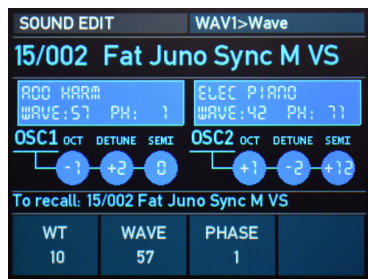 SOUND EDIT WAV1>Wave
15/002 Fat Juno Sync M VS
ADD HARM ELEC PIANO
WAVE:57 PH: 1 WAVE:42 PH: 71
OSC1 OCT DETUNE SEMI OSC2 OCT DETUNE SEMI
-1 +2 0 +1 -2 +12
To recall: 15/002 Fat Juno Sync M VS
WT WAVE PHASE
10 57 1